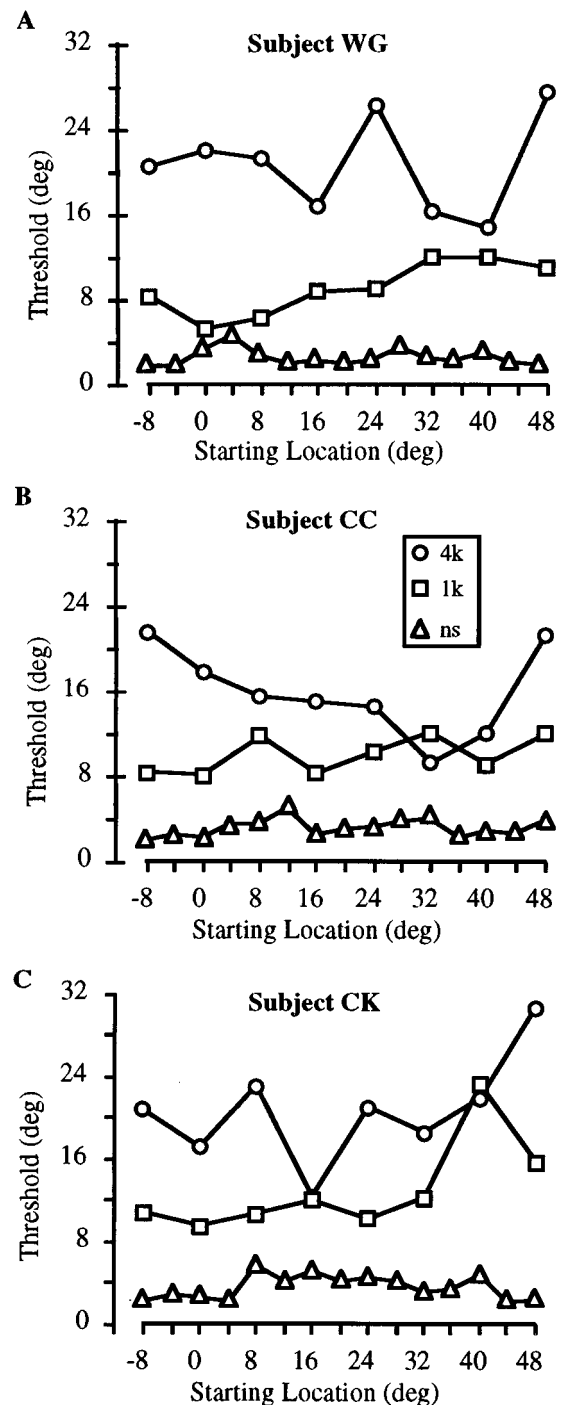 A
Subject WG
32
24
16
8
0
Threshold (deg)
-8 0 8 16 24 32 40 48
Starting Location (deg)
B
Subject CC
32
24
16
8
0
Threshold (deg)
4k
1k
ns
-8 0 8 16 24 32 40 48
Starting Location (deg)
C
Subject CK
32
24
16
8
0
Threshold (deg)
-8 0 8 16 24 32 40 48
Starting Location (deg)